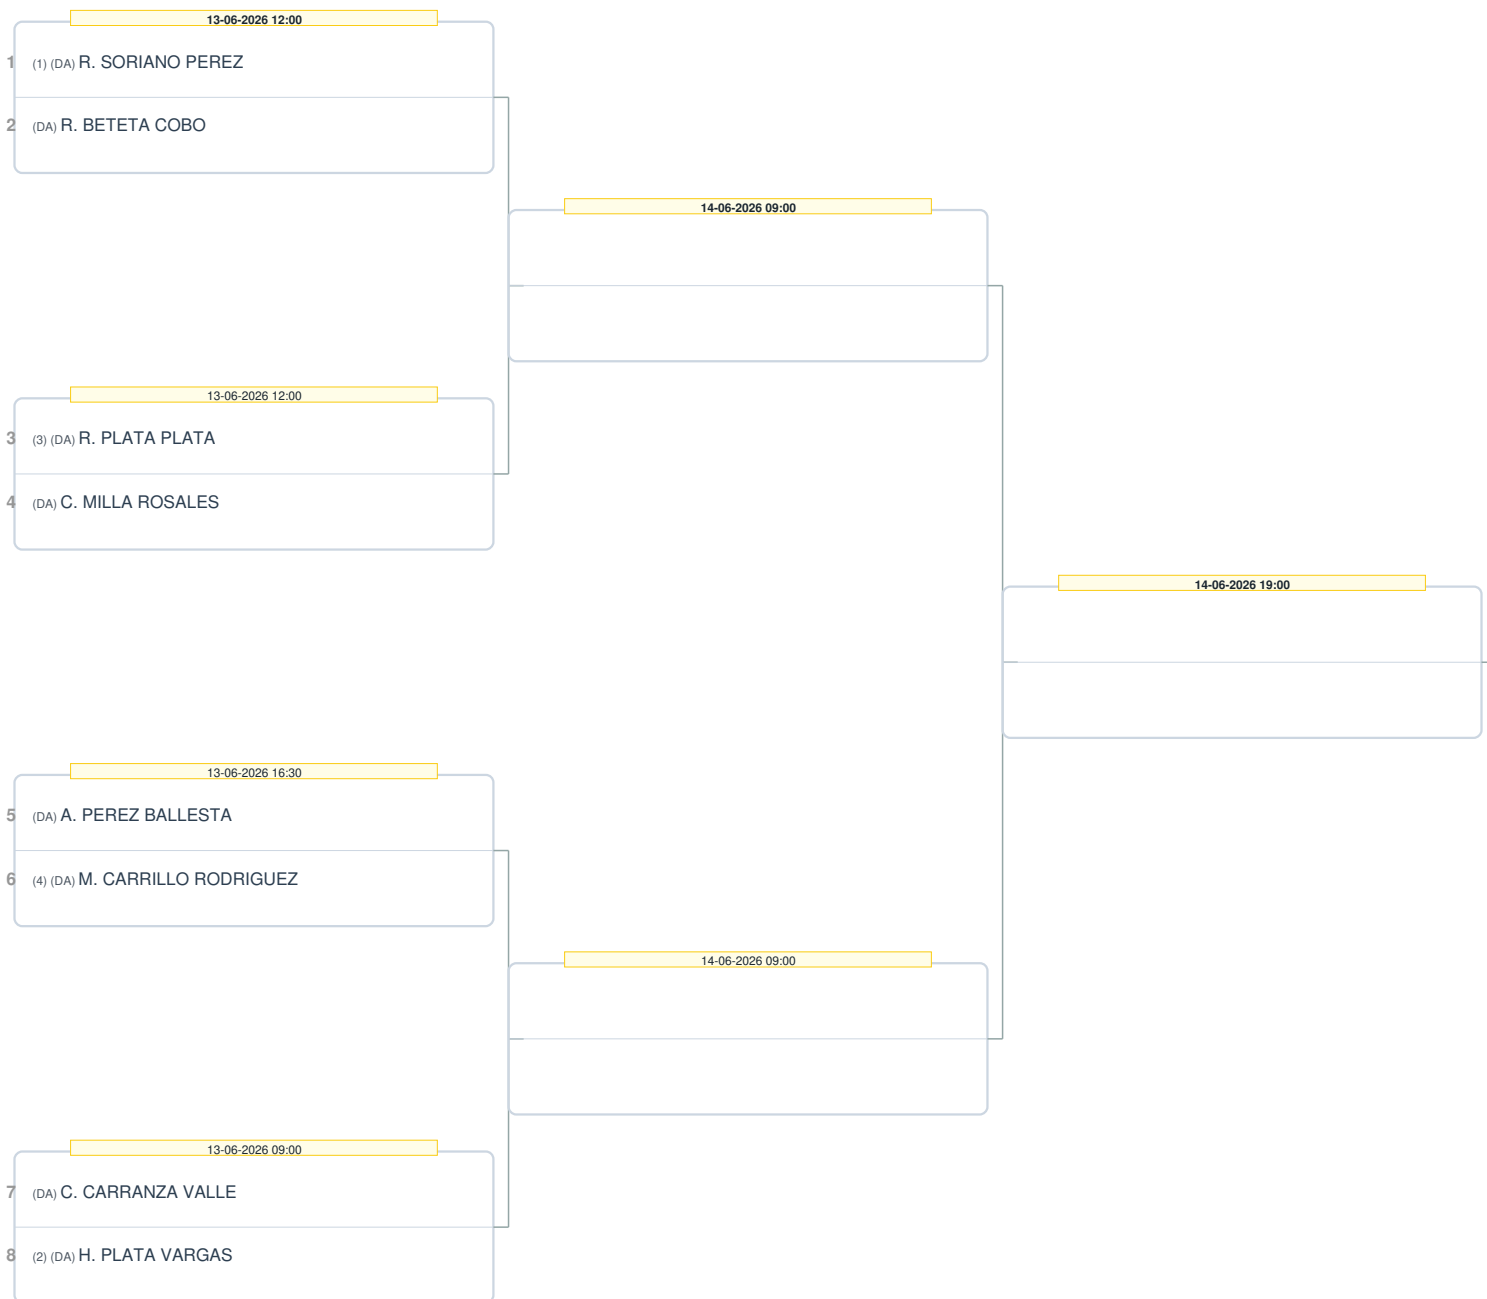 13-06-2026 12:00
1 (1) (DA) R. SORIANO PEREZ
2 (DA) R. BETETA COBO
14-06-2026 09:00
13-06-2026 12:00
3 (3) (DA) R. PLATA PLATA
4 (DA) C. MILLA ROSALES
14-06-2026 19:00
13-06-2026 16:30
5 (DA) A. PEREZ BALLESTA
6 (4) (DA) M. CARRILLO RODRIGUEZ
14-06-2026 09:00
13-06-2026 09:00
7 (DA) C. CARRANZA VALLE
8 (2) (DA) H. PLATA VARGAS